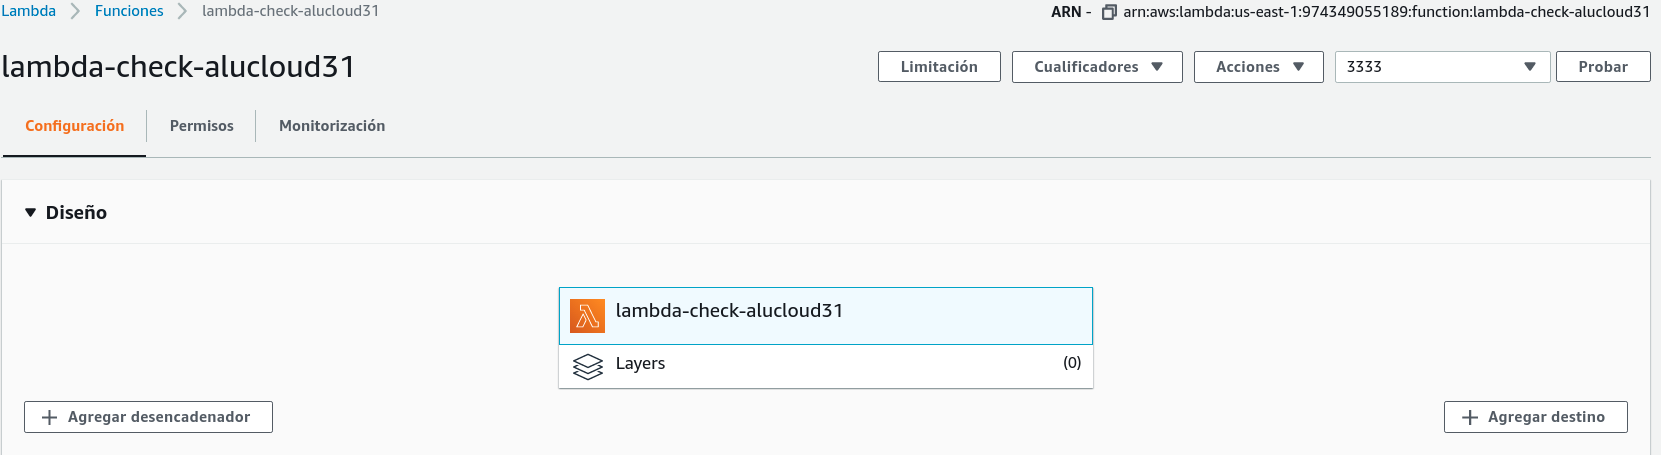 Lambda > Funciones > lambda-check-alucloud31
ARN - arn:aws:lambda:us-east-1:974349055189:function:lambda-check-alucloud31
lambda-check-alucloud31
Limitación Cualificadores Acciones 3333 Probar
Configuración Permisos Monitorización
Diseño
lambda-check-alucloud31
Layers (0)
Agregar desencadenador Agregar destino